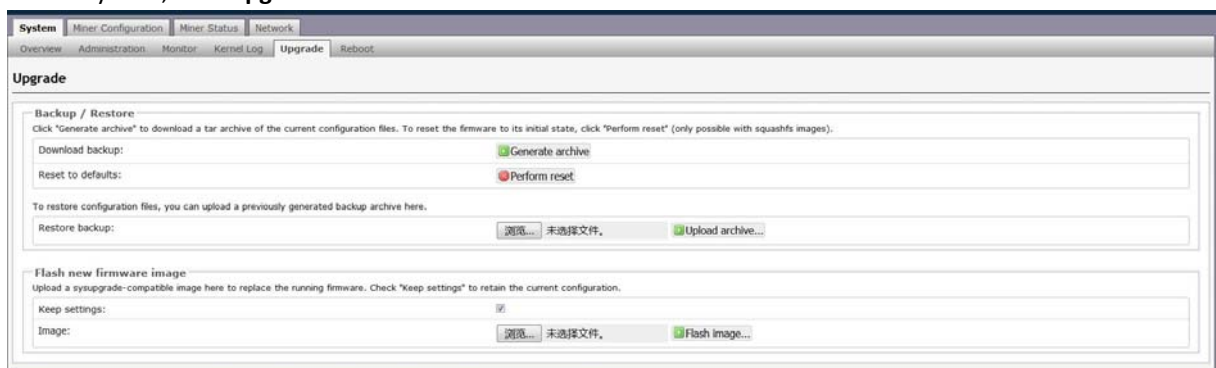 System Miner Configuration Miner Status Network
Overview Administration Monitor Kernel Log Upgrade Reboot
Upgrade
Backup / Restore
Click "Generate archive" to download a tar archive of the current configuration files. To reset the firmware to its initial state, click "Perform reset" (only possible with squashfs images).
Download backup: Generate archive
Reset to defaults: Perform reset
To restore configuration files, you can upload a previously generated backup archive here.
Restore backup: 浏览... 未选择文件。 Upload archive...
Flash new firmware image
Upload a sysupgrade-compatible image here to replace the running firmware. Check "Keep settings" to retain the current configuration.
Keep settings:
Image: 浏览... 未选择文件。 Flash image...